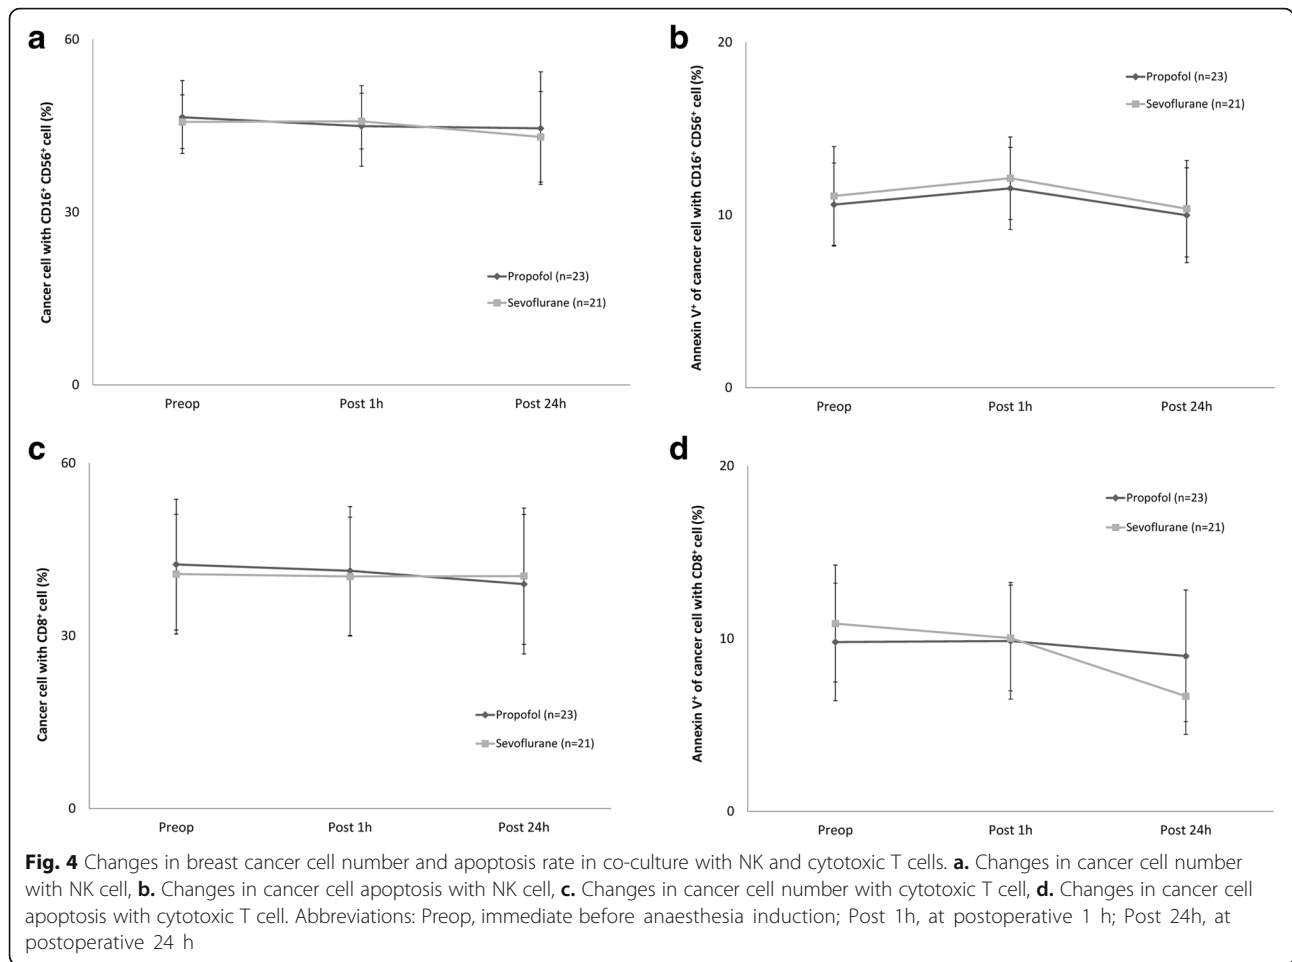 a
60
30
0
Cancer cell with CD16⁺ CD56⁺ cell (%)
Propofol (n=23)
Sevoflurane (n=21)
Preop
Post 1h
Post 24h
b
20
10
0
Annexin V⁺ of cancer cell with CD16⁺ CD56⁺ cell (%)
Propofol (n=23)
Sevoflurane (n=21)
Preop
Post 1h
Post 24h
c
60
30
0
Cancer cell with CD8⁺ cell (%)
Propofol (n=23)
Sevoflurane (n=21)
Preop
Post 1h
Post 24h
d
20
10
0
Annexin V⁺ of cancer cell with CD8⁺ cell (%)
Propofol (n=23)
Sevoflurane (n=21)
Preop
Post 1h
Post 24h
Fig. 4 Changes in breast cancer cell number and apoptosis rate in co-culture with NK and cytotoxic T cells. a. Changes in cancer cell number
with NK cell, b. Changes in cancer cell apoptosis with NK cell, c. Changes in cancer cell number with cytotoxic T cell, d. Changes in cancer cell
apoptosis with cytotoxic T cell. Abbreviations: Preop, immediate before anaesthesia induction; Post 1h, at postoperative 1 h; Post 24h, at
postoperative 24 h